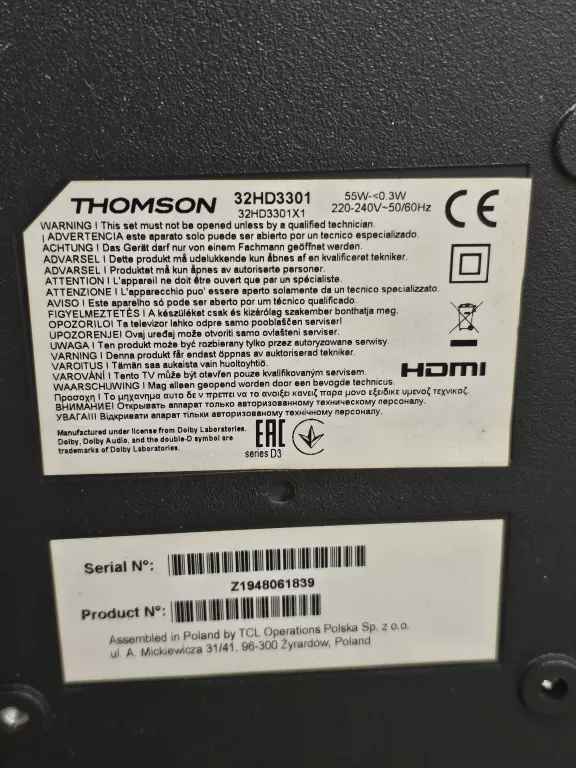 THOMSON 32HD3301 55W-<0.3W
32HD3301X1 220-240V~50/60Hz
WARNING ! This set must not be opened unless by a qualified technician.
¡ ADVERTENCIA este aparato solo puede ser abierto por un tecnico especializado.
ACHTUNG ! Das Gerät darf nur von einem Fachmann geöffnet werden.
ADVARSEL ! Dette produkt må udelukkende kun åbnes af en kvalificeret tekniker.
ADVARSEL ! Produktet må kun åpnes av autoriserte personer.
ATTENTION ! L'appareil ne doit être ouvert que par un spécialiste.
ATTENZIONE ! L'apparecchio puo' essere aperto solamente da un tecnico specializzato.
AVISO ! Este apareiho só pode ser aberto por um técnico qualificado.
FIGYELMEZTETÉS ! A készüléket csak és kizárólag szakember bonthatja meg.
OPOZORILO! Ta televizor lahko odpre samo pooblaščen serviser!
UPOZORENJE! Ovaj uređaj može otvoriti samo ovlašteni serviser.
UWAGA ! Ten produkt może być rozbierany tylko przez autoryzowane serwisy.
VARNING ! Denna produkt får endast öppnas av auktoriserad tekniker.
VAROITUS ! Tämän saa aukaista vain huoltoyhtiö.
VAROVÁNÍ ! Tento TV může být otevřen pouze kvalifikovaným servisem.
WAARSCHUWING ! Mag alleen geopend worden door een bevogde technicus.
Προσοχη ! Το μηχανημα αυτο δε ν πρεπει να το ανοιξει κανεiζ παρα μονο εξειδικε υμενοζ τεχνικοζ.
ВНИМАНИЕ! Открывать аппарат только авторизованному техническому персоналу.
УВАГА!!! Відкривати апарат тільки авторизованому технічному персоналу.
HDMI
CE
Manufactured under license from Dolby Laboratories.
Dolby, Dolby Audio, and the double-D symbol are
trademarks of Dolby Laboratories.
EAC
series D3
Serial N°:
Z1948061839
Product N°:
Assembled in Poland by TCL Operations Polska Sp. z o.o.
ul. A. Mickiewicza 31/41, 96-300 Żyrardów, Poland